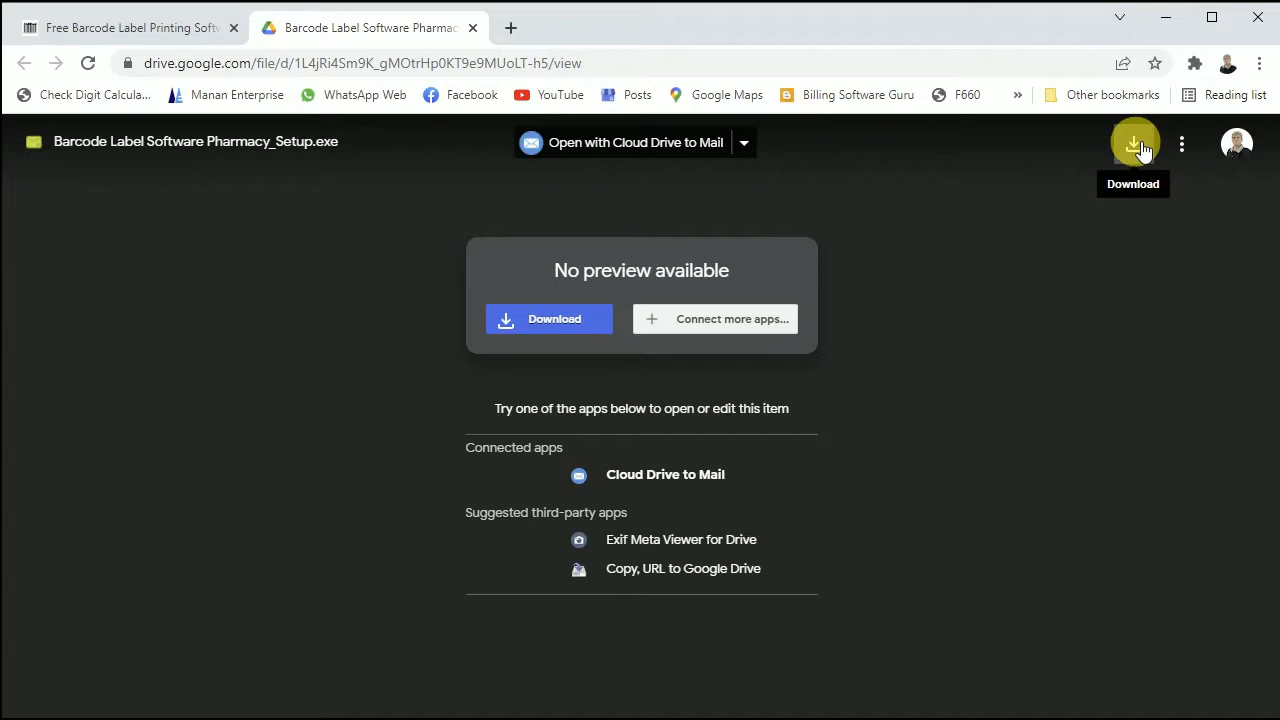 Free Barcode Label Printing Softw
Barcode Label Software Pharmac
drive.google.com/file/d/1L4jRi4Sm9K_gMOtrHp0KT9e9MUoLT-h5/view
Check Digit Calcula...
Manan Enterprise
WhatsApp Web
Facebook
YouTube
Posts
Google Maps
Billing Software Guru
F660
»
Other bookmarks
Reading list
Barcode Label Software Pharmacy_Setup.exe
Open with Cloud Drive to Mail
Download
No preview available
Download
Connect more apps...
Try one of the apps below to open or edit this item
Connected apps
Cloud Drive to Mail
Suggested third-party apps
Exif Meta Viewer for Drive
Copy, URL to Google Drive